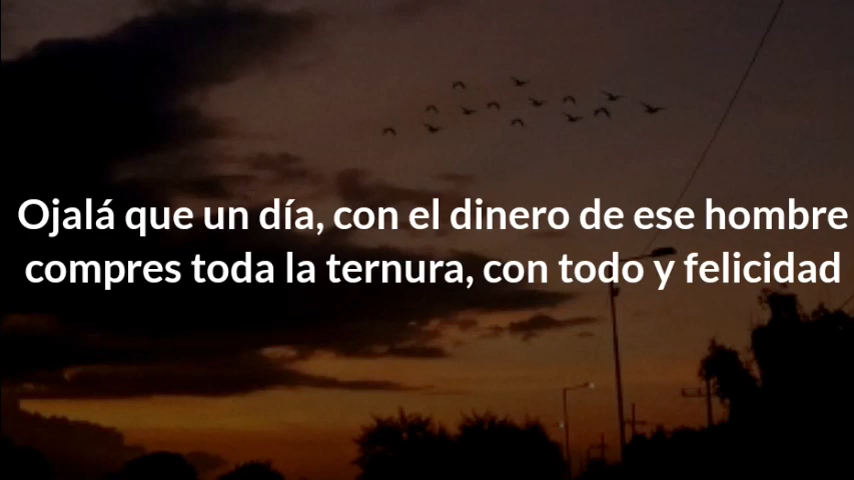 Ojalá que un día, con el dinero de ese hombre
compres toda la ternura, con todo y felicidad